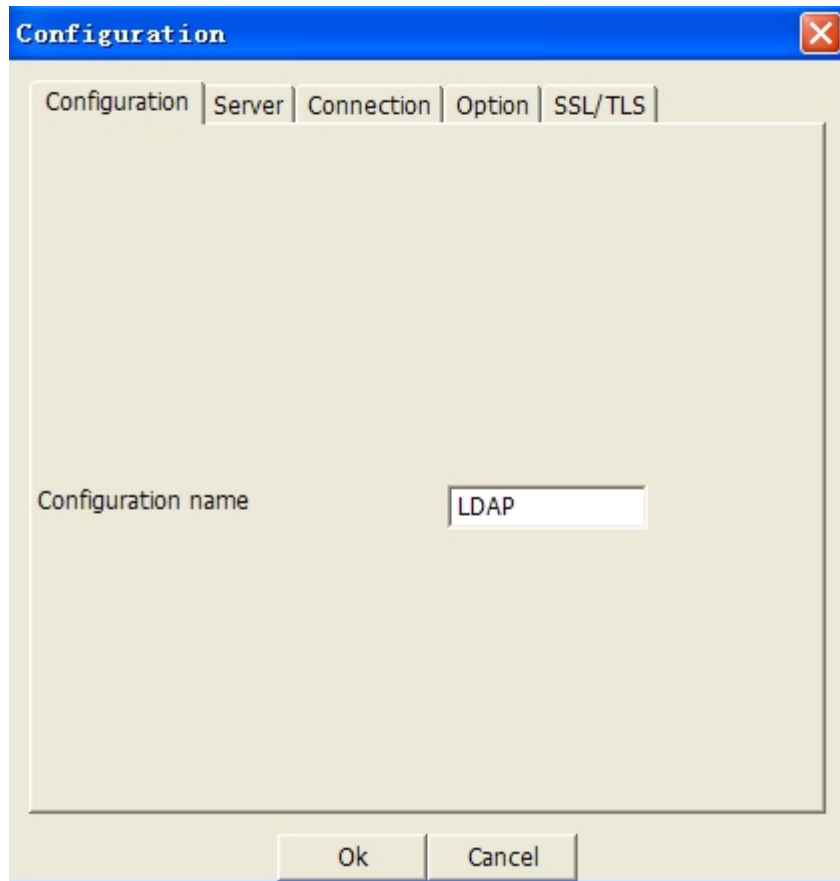 Configuration
Configuration Server Connection Option SSL/TLS
Configuration name LDAP
Ok Cancel